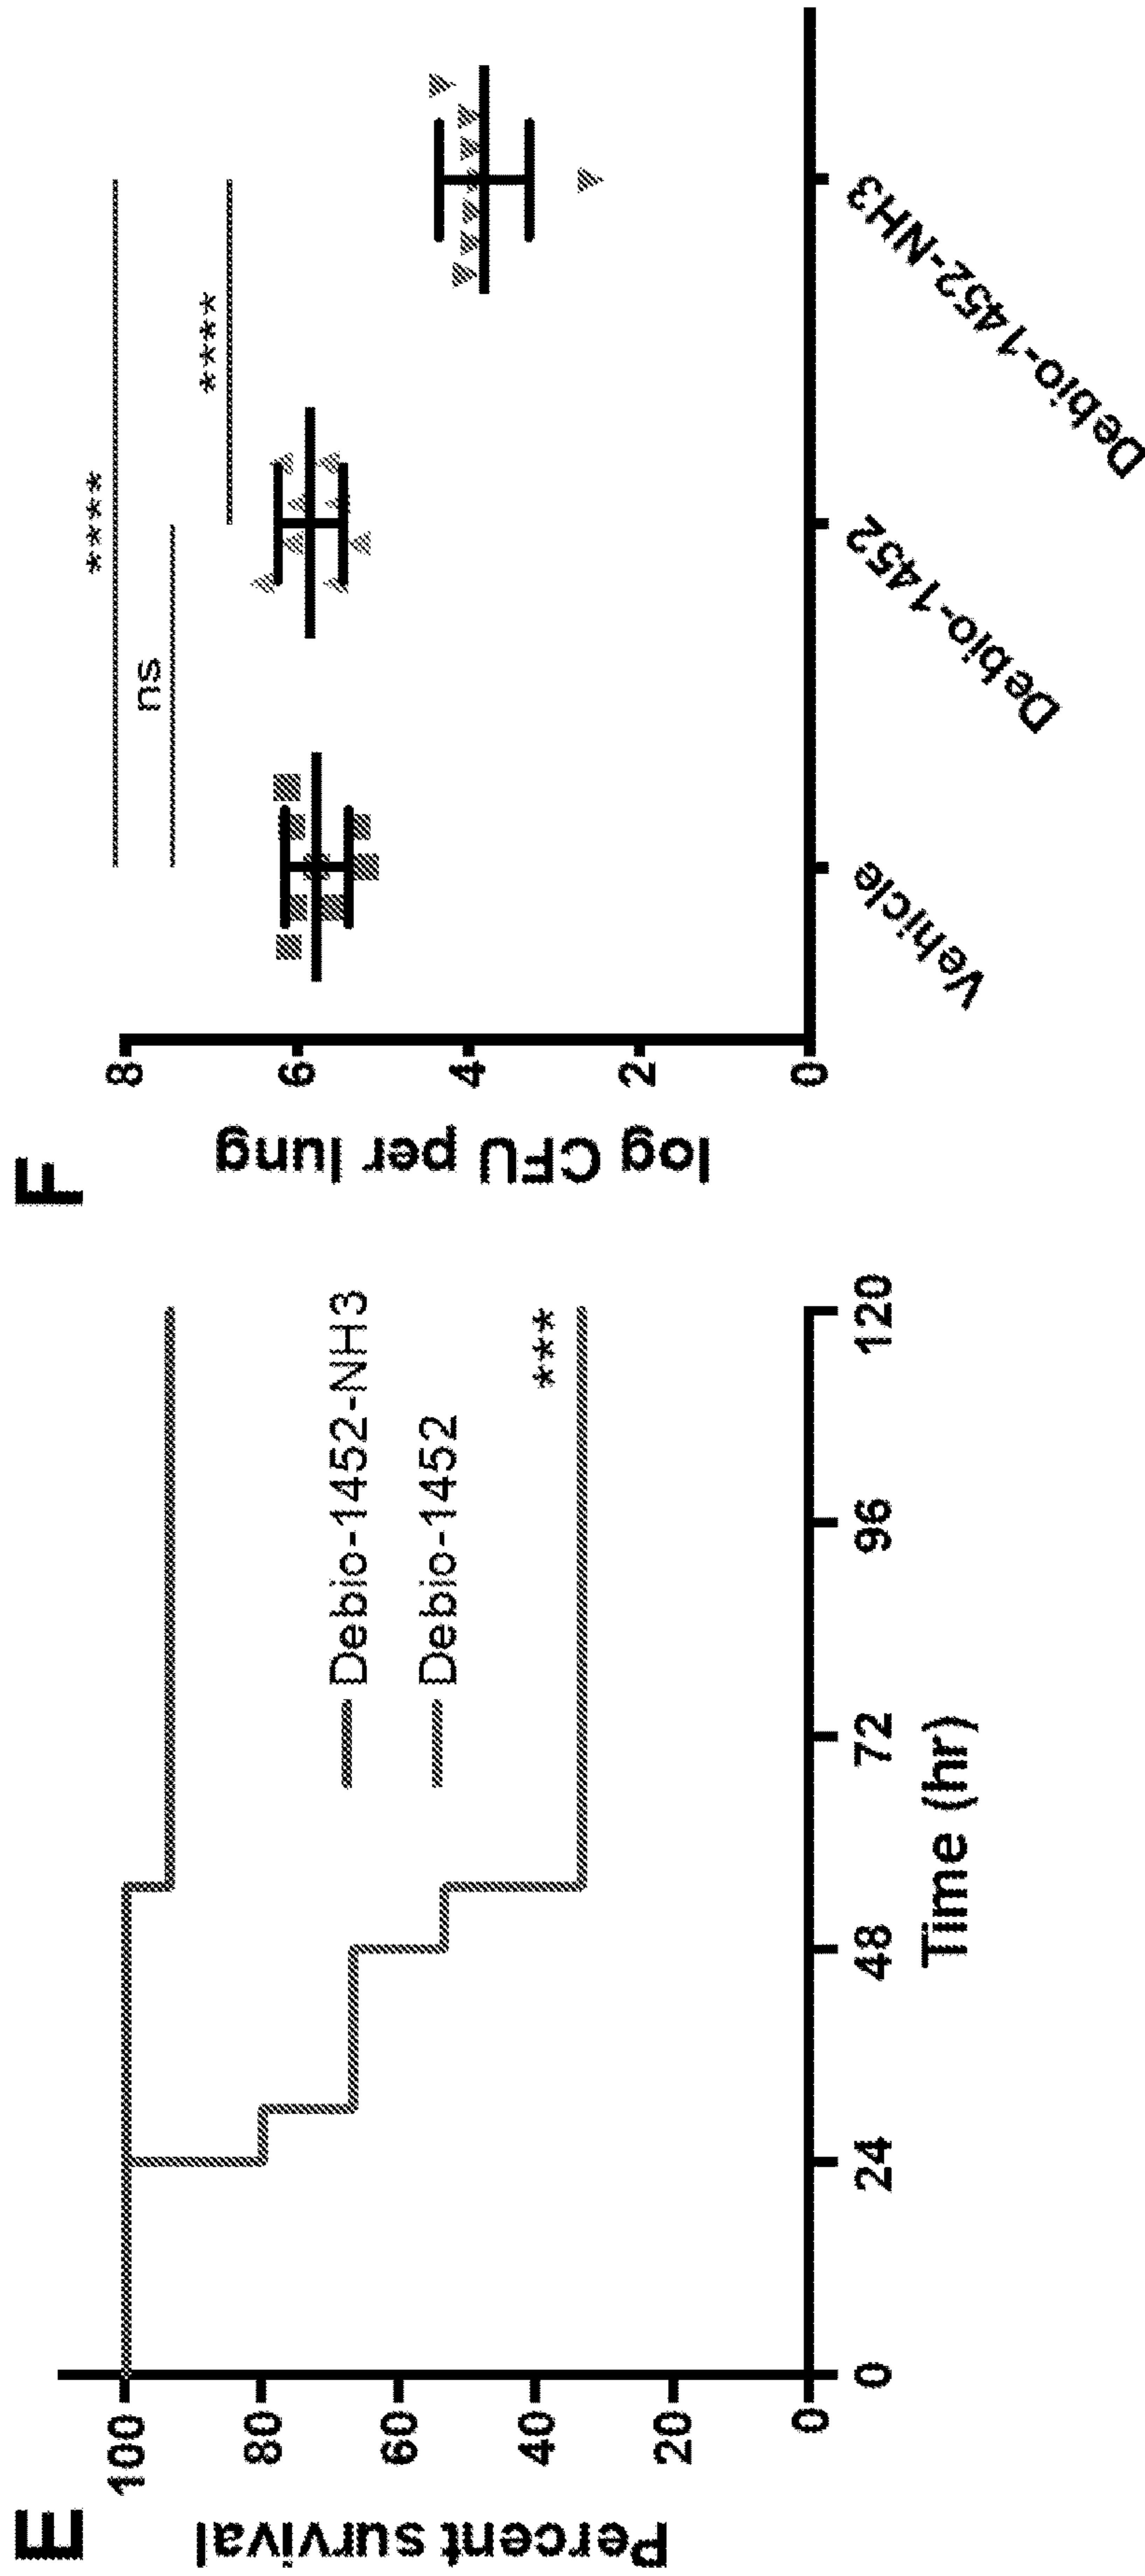 E
Percent survival
100
80
60
40
20
0
0 24 48 72 96 120
Time (hr)
Debio-1452-NH3
Debio-1452
***
F
log CFU per lung
8
6
4
2
0
****
ns
****
Vehicle
Debio-1452
Debio-1452-NH3